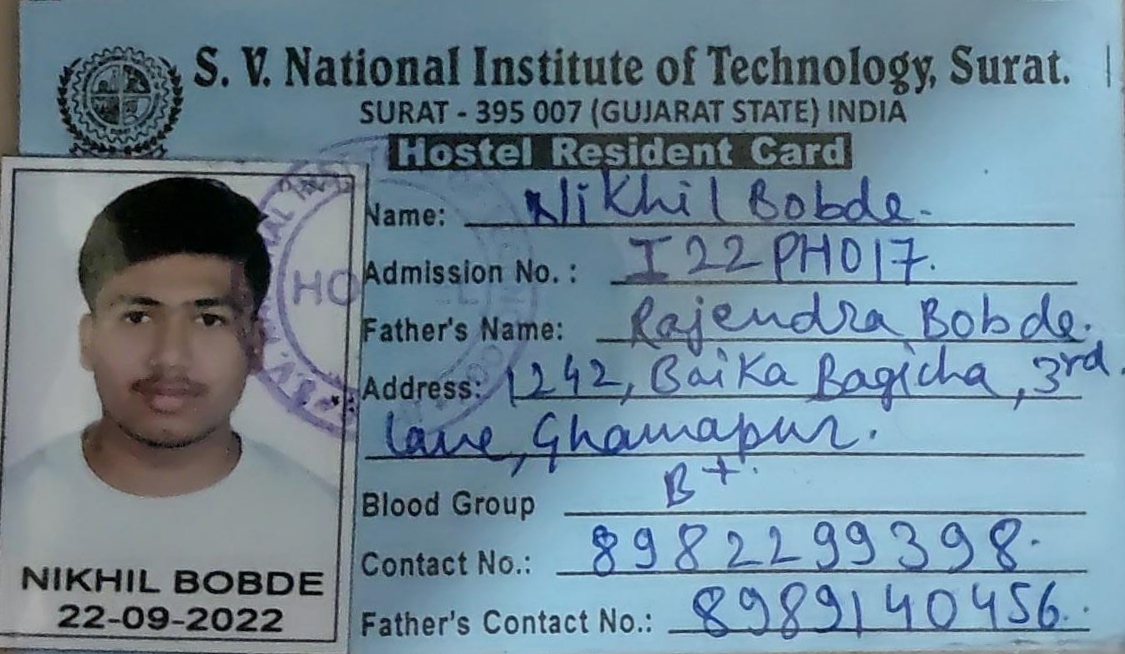 S. V. National Institute of Technology, Surat.
SURAT - 395 007 (GUJARAT STATE) INDIA
Hostel Resident Card
Name: Nikhil Bobde.
Admission No. : I22PH017.
Father's Name: Rajendra Bobde.
Address: 1242, Baika Bagicha, 3rd
lane, Ghamapur.
Blood Group B+.
Contact No.: 8982299398.
Father's Contact No.: 8989140456.
NIKHIL BOBDE
22-09-2022